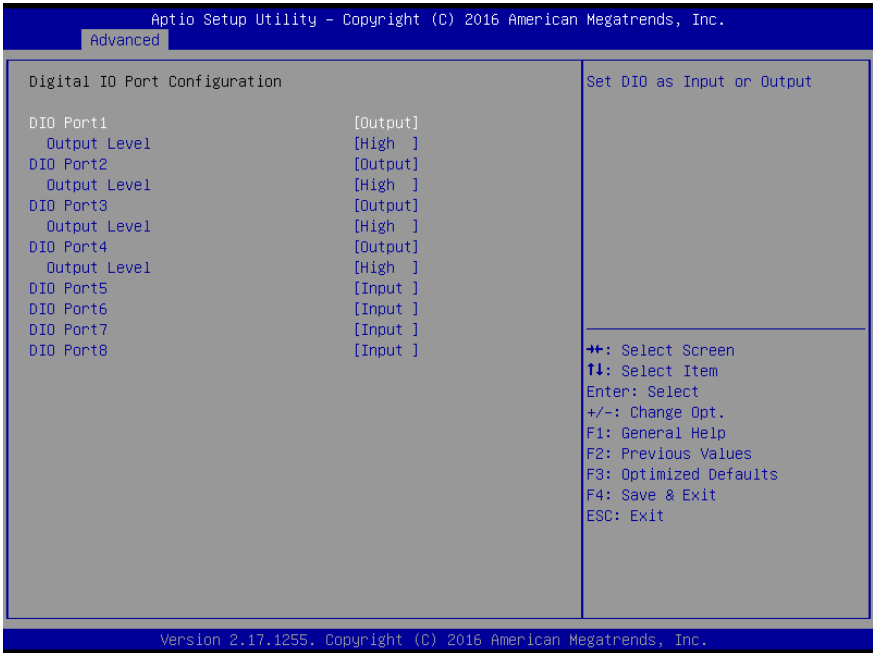 Aptio Setup Utility – Copyright (C) 2016 American Megatrends, Inc.
Advanced
Digital IO Port Configuration
DIO Port1 [Output]
Output Level [High ]
DIO Port2 [Output]
Output Level [High ]
DIO Port3 [Output]
Output Level [High ]
DIO Port4 [Output]
Output Level [High ]
DIO Port5 [Input ]
DIO Port6 [Input ]
DIO Port7 [Input ]
DIO Port8 [Input ]
Set DIO as Input or Output
→←: Select Screen
↑↓: Select Item
Enter: Select
+/-: Change Opt.
F1: General Help
F2: Previous Values
F3: Optimized Defaults
F4: Save & Exit
ESC: Exit
Version 2.17.1255. Copyright (C) 2016 American Megatrends, Inc.